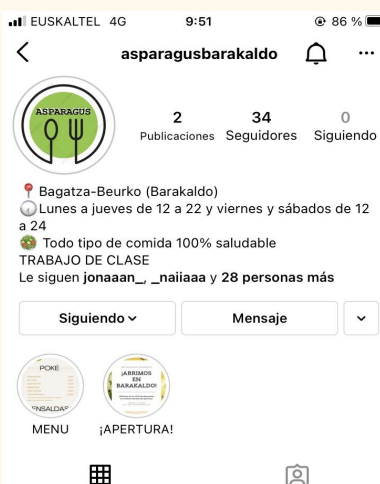 EUSKALTEL 4G 9:51 86 %
asparagusbarakaldo
ASPARAGUS
2 34 0
Publicaciones Seguidores Siguiendo
Bagatza-Beurko (Barakaldo)
Lunes a jueves de 12 a 22 y viernes y sábados de 12
a 24
Todo tipo de comida 100% saludable
TRABAJO DE CLASE
Le siguen jonaaan_, _naiiaaa y 28 personas más
Siguiendo Mensaje
POKÉ
ENSALDAS
¡ABRIMOS
EN
BARAKALDO!
MENU ¡APERTURA!